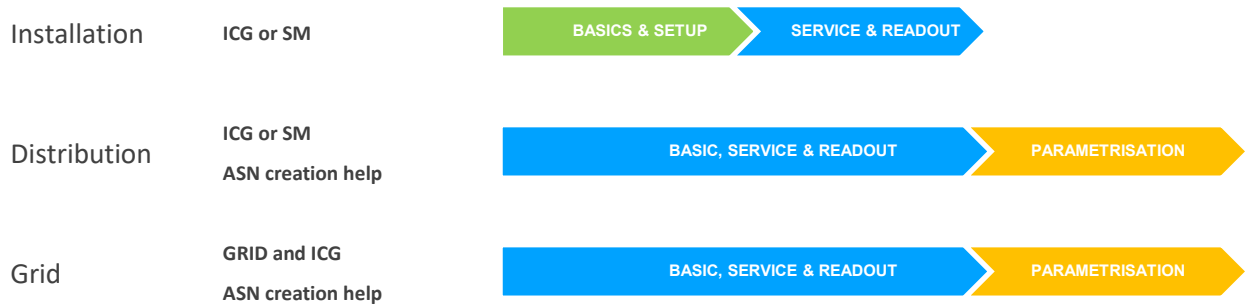 Installation
ICG or SM
BASICS & SETUP
SERVICE & READOUT
Distribution
ICG or SM
ASN creation help
BASIC, SERVICE & READOUT
PARAMETRISATION
Grid
GRID and ICG
ASN creation help
BASIC, SERVICE & READOUT
PARAMETRISATION